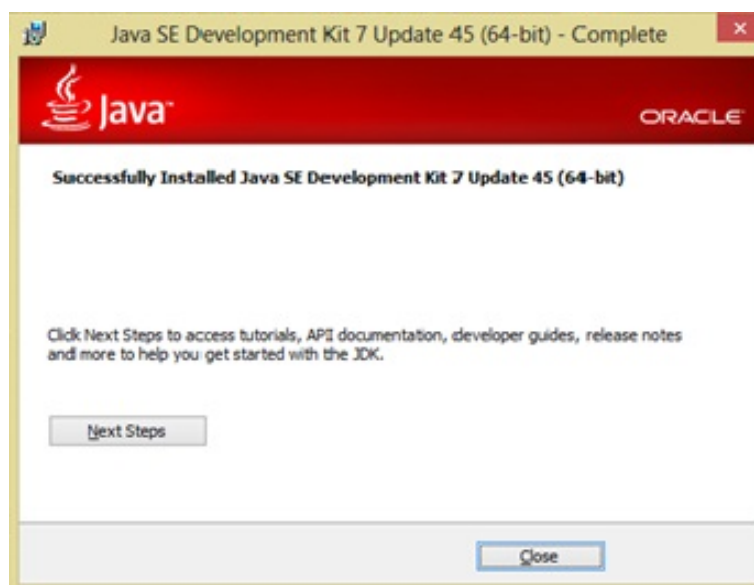 Java SE Development Kit 7 Update 45 (64-bit) - Complete
Java™
ORACLE
Successfully Installed Java SE Development Kit 7 Update 45 (64-bit)
Click Next Steps to access tutorials, API documentation, developer guides, release notes
and more to help you get started with the JDK.
Next Steps
Close